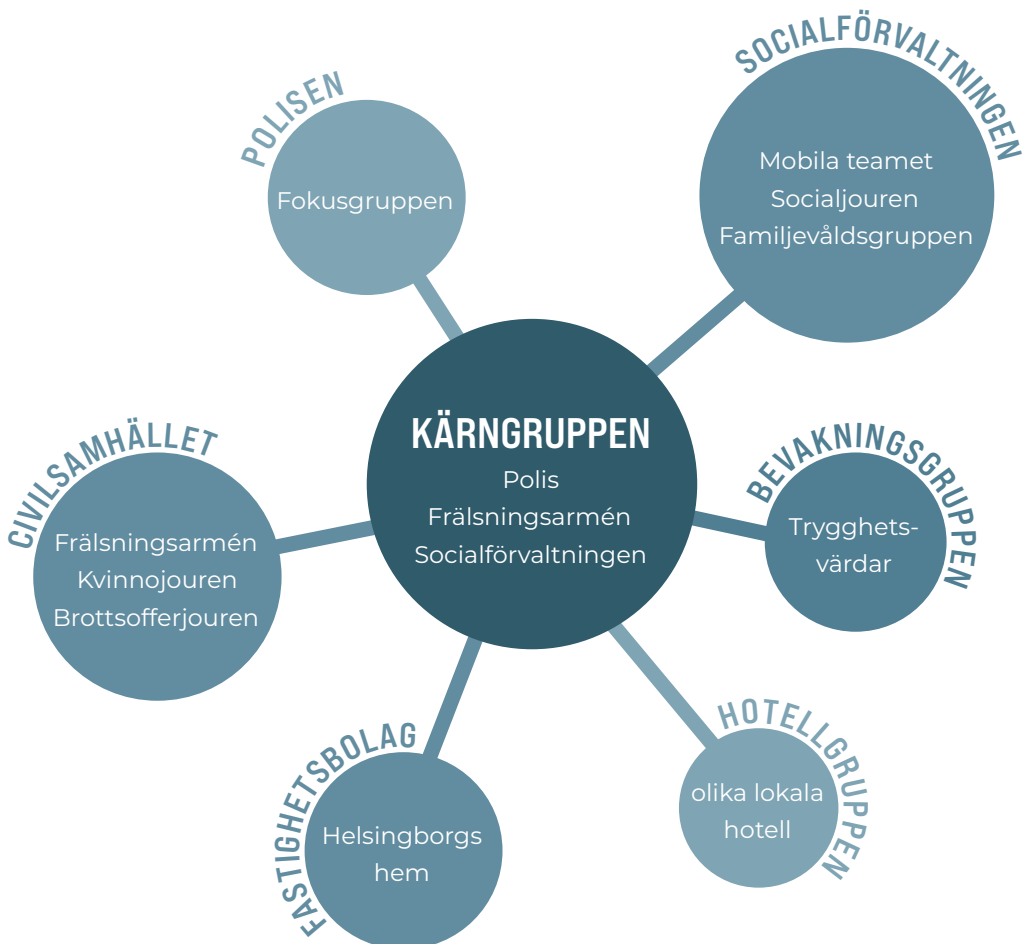 POLISEN
Fokusgruppen
SOCIALFÖRVALTNINGEN
Mobila teamet
Socialjouren
Familjevåldsgruppen
KÄRNGRUPPEN
Polis
Frälsningsarmén
Socialförvaltningen
CIVILSAMHÄLLET
Frälsningsarmén
Kvinnojouren
Brottsofferjouren
BEVAKNINGSGRUPPEN
Trygghets-
värdar
FASTIGHETSBOLAG
Helsingborgs
hem
HOTELLGRUPPEN
olika lokala
hotell